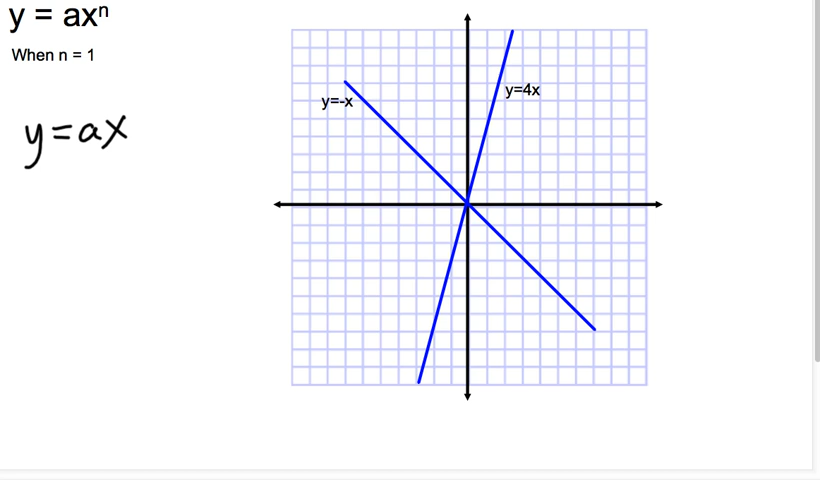 y = axⁿ
When n = 1
y=ax
y=-x
y=4x